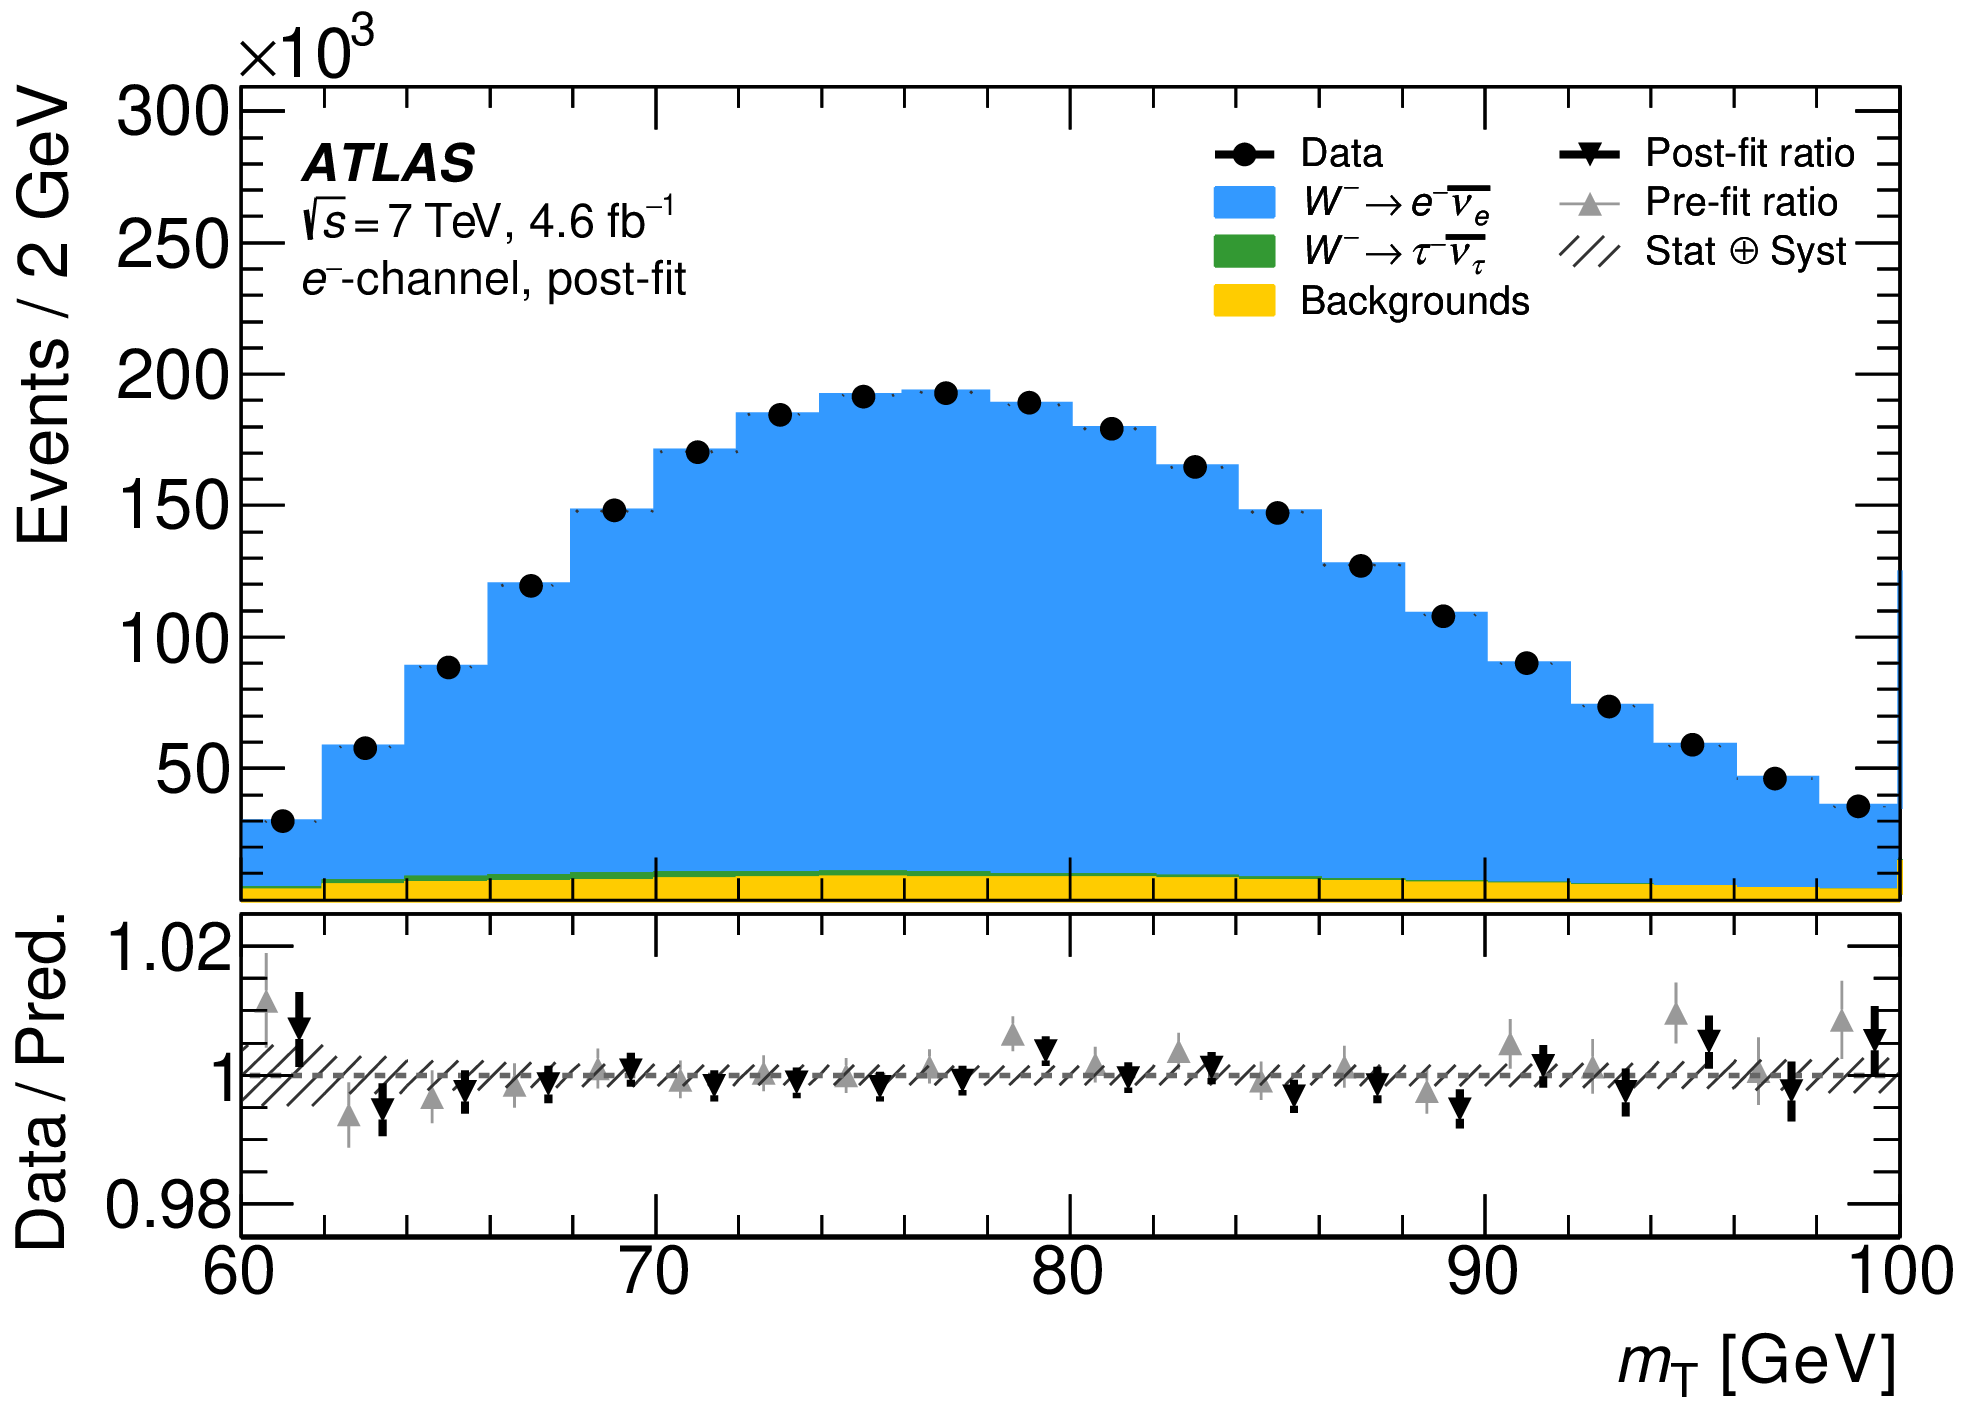 ×10³
Events / 2 GeV
300
250
200
150
100
50
ATLAS
√s = 7 TeV, 4.6 fb⁻¹
e⁻-channel, post-fit
Data
W⁻ → e⁻ν̅ₑ
W⁻ → τ⁻ν̅_τ
Backgrounds
Post-fit ratio
Pre-fit ratio
Stat ⊕ Syst
Data / Pred.
1.02
1
0.98
60 70 80 90 100
m_T [GeV]